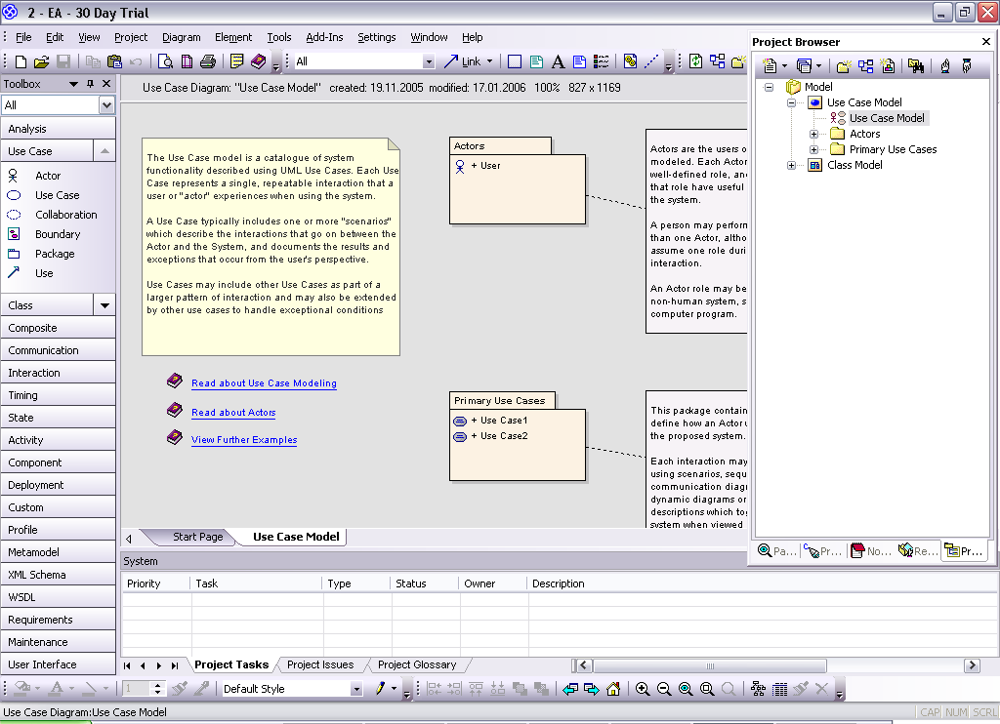 2 - EA - 30 Day Trial
File Edit View Project Diagram Element Tools Add-Ins Settings Window Help
All Link A
Toolbox
All
Analysis
Use Case
Actor
Use Case
Collaboration
Boundary
Package
Use
Class
Composite
Communication
Interaction
Timing
State
Activity
Component
Deployment
Custom
Profile
Metamodel
XML Schema
WSDL
Requirements
Maintenance
User Interface
Use Case Diagram: "Use Case Model" created: 19.11.2005 modified: 17.01.2006 100% 827 x 1169
The Use Case model is a catalogue of system
functionality described using UML Use Cases. Each Use
Case represents a single, repeatable interaction that a
user or "actor" experiences when using the system.
A Use Case typically includes one or more "scenarios"
which describe the interactions that go on between the
Actor and the System, and documents the results and
exceptions that occur from the user's perspective.
Use Cases may include other Use Cases as part of a
larger pattern of interaction and may also be extended
by other use cases to handle exceptional conditions
Read about Use Case Modeling
Read about Actors
View Further Examples
Actors
+ User
Primary Use Cases
+ Use Case1
+ Use Case2
Actors are the users o
modeled. Each Actor
well-defined role, and
that role have useful
the system.
A person may perform
than one Actor, altho
assume one role duri
interaction.
An Actor role may be
non-human system, s
computer program.
This package contain
define how an Actor
the proposed system.
Each interaction may
using scenarios, sequ
communication diagr
dynamic diagrams or
descriptions which tog
system when viewed
Start Page Use Case Model
Project Browser
Model
Use Case Model
Use Case Model
Actors
Primary Use Cases
Class Model
Pa... Pr... No... Re... Pr...
System
Priority Task Type Status Owner Description
Project Tasks Project Issues Project Glossary
A 1 Default Style
Use Case Diagram:Use Case Model CAP NUM SCRL